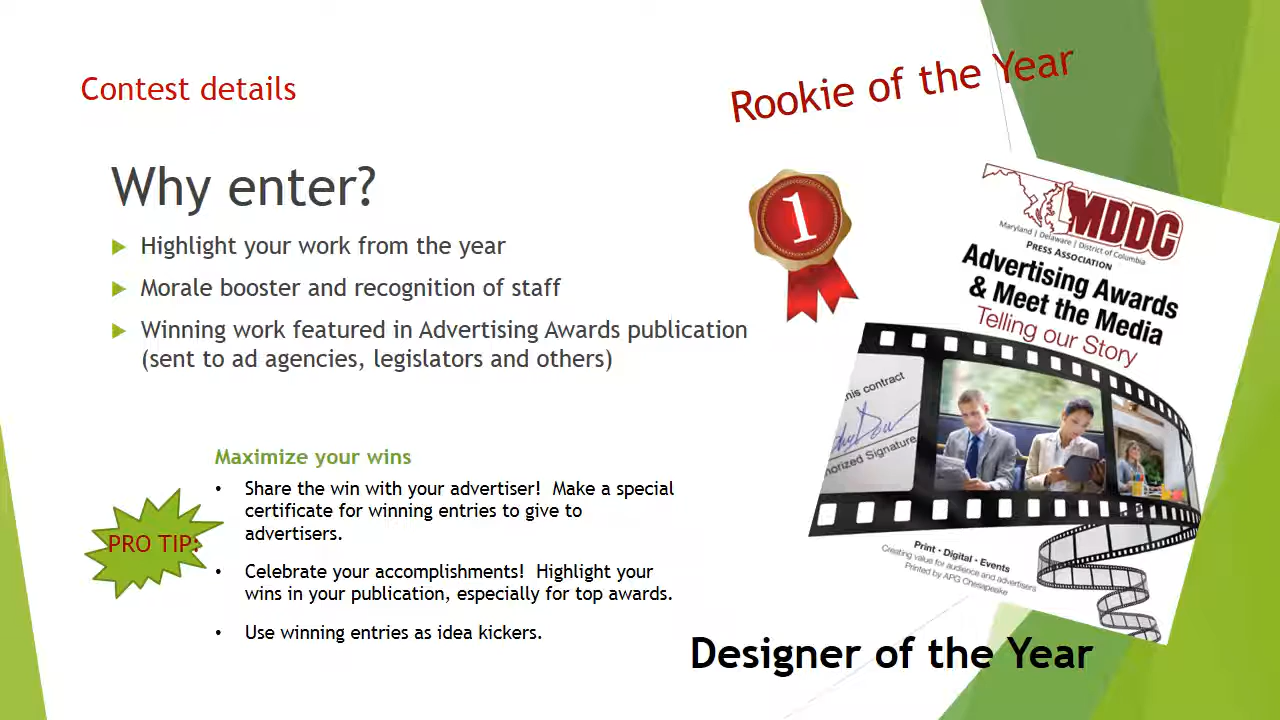 Contest details
Rookie of the Year
Why enter?
Highlight your work from the year
Morale booster and recognition of staff
Winning work featured in Advertising Awards publication
(sent to ad agencies, legislators and others)
1
MDDC
Maryland | Delaware | District of Columbia
PRESS ASSOCIATION
Advertising Awards
& Meet the Media
Telling our Story
his contract
horized Signature
Print • Digital • Events
Creating value for audience and advertisers
Printed by APG Chesapeake
Maximize your wins
PRO TIP:
• Share the win with your advertiser! Make a special
certificate for winning entries to give to
advertisers.
• Celebrate your accomplishments! Highlight your
wins in your publication, especially for top awards.
• Use winning entries as idea kickers.
Designer of the Year